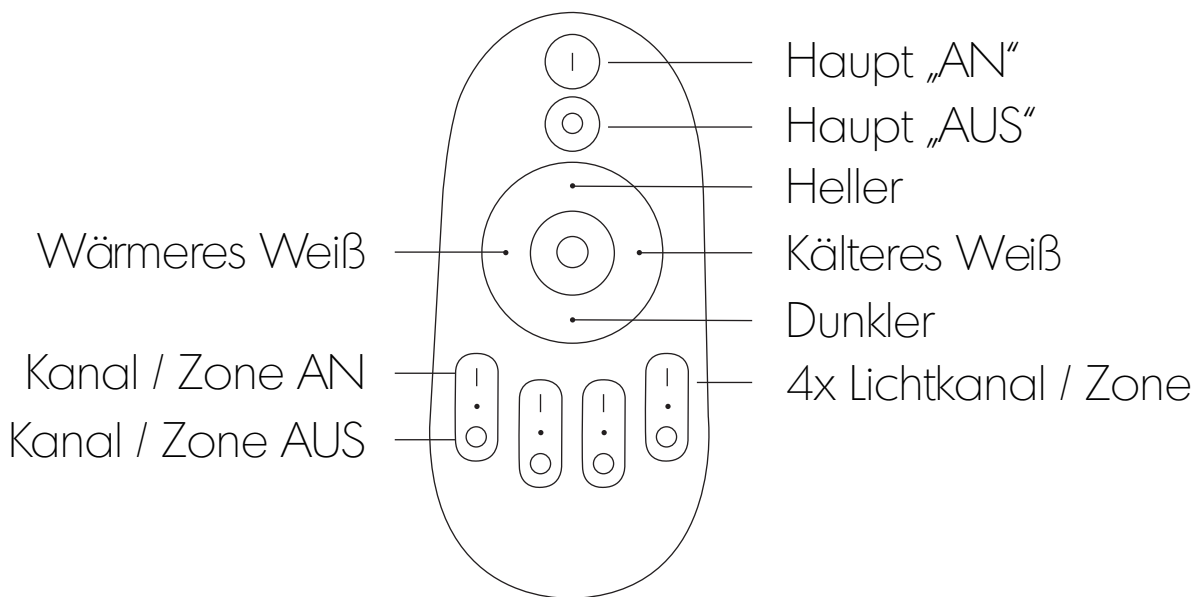 Haupt „AN“
Haupt „AUS“
Heller
Wärmeres Weiß
Kälteres Weiß
Dunkler
Kanal / Zone AN
4x Lichtkanal / Zone
Kanal / Zone AUS